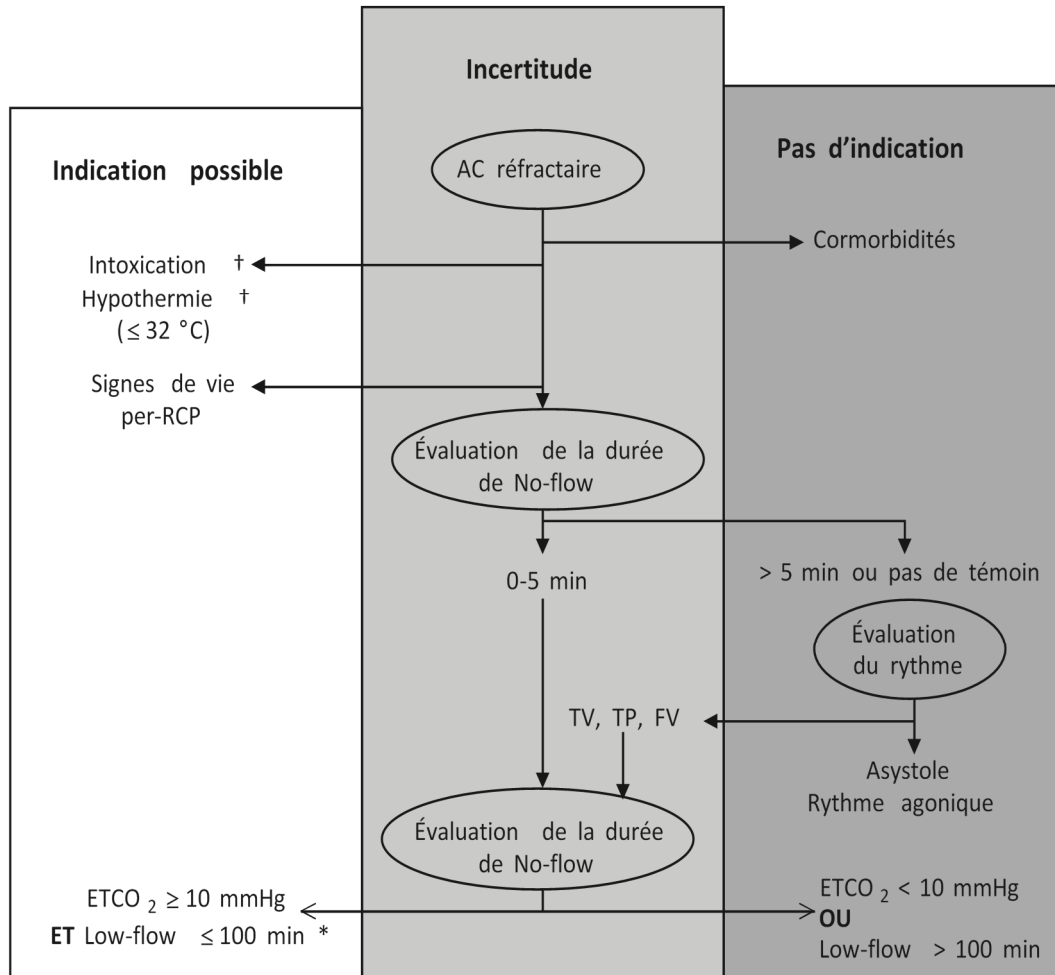 Incertitude
Indication possible
Pas d'indication
AC réfractaire
Cormorbidités
Intoxication †
Hypothermie †
(≤ 32 °C)
Signes de vie
per-RCP
Évaluation de la durée
de No-flow
0-5 min
> 5 min ou pas de témoin
Évaluation
du rythme
TV, TP, FV
Asystole
Rythme agonique
Évaluation de la durée
de No-flow
ETCO 2 ≥ 10 mmHg
ET Low-flow ≤ 100 min *
ETCO 2 < 10 mmHg
OU
Low-flow > 100 min